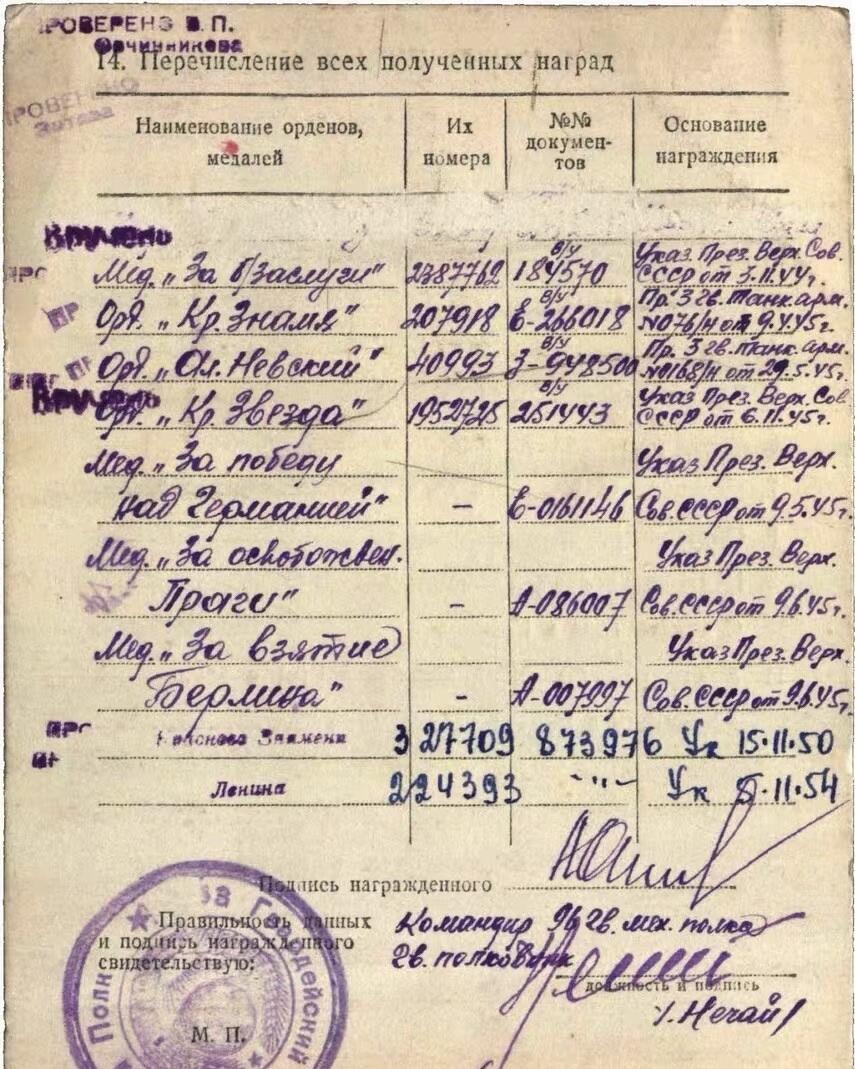 ПРОВЕРЕНО В.П.
Овчинникова
14. Перечисление всех полученных наград
ПРОВЕРЕНО
Наименование орденов, медалей
Их номера
№№ документов
Основание награждения
Вручено
Мед. „За б/заслуги" 2387762 в/у 184570 Указ През. Верх. Сов. СССР от 3.11.44г.
Орд. „Кр. Знамя" 207918 в/у Е-266018 Пр. 3 гв. танк. арм. №076/н от 9.4.45г.
Орд. „Ал. Невский" 40993 в/у З-948500 Пр. 3 гв. танк. арм. №0168/н от 29.5.45г.
Вручено
Орд. „Кр. Звезда" 1952725 в/у 251443 Указ През. Верх. Сов СССР от 6.11.45г.
Мед. „За победу Указ През. Верх.
над Германией" – Е-0161146 Сов. СССР от 9.5.45г.
Мед. „За освобожден. Указ През. Верх.
Праги" – А-086007 Сов. СССР от 9.6.45г.
Мед. „За взятие Указ През. Верх.
Берлина" – А-007997 Сов. СССР от 9.6.45г.
Красного Знамени 327709 873976 Ук 15.11.50
Ленина 224393 –"– Ук 5.11.54
Подпись награжденного
Правильность данных
и подпись награжденного
свидетельствую:
Командир 96 гв. мех. полка
гв. полковник
должность и подпись
/Нечай/
М. П.